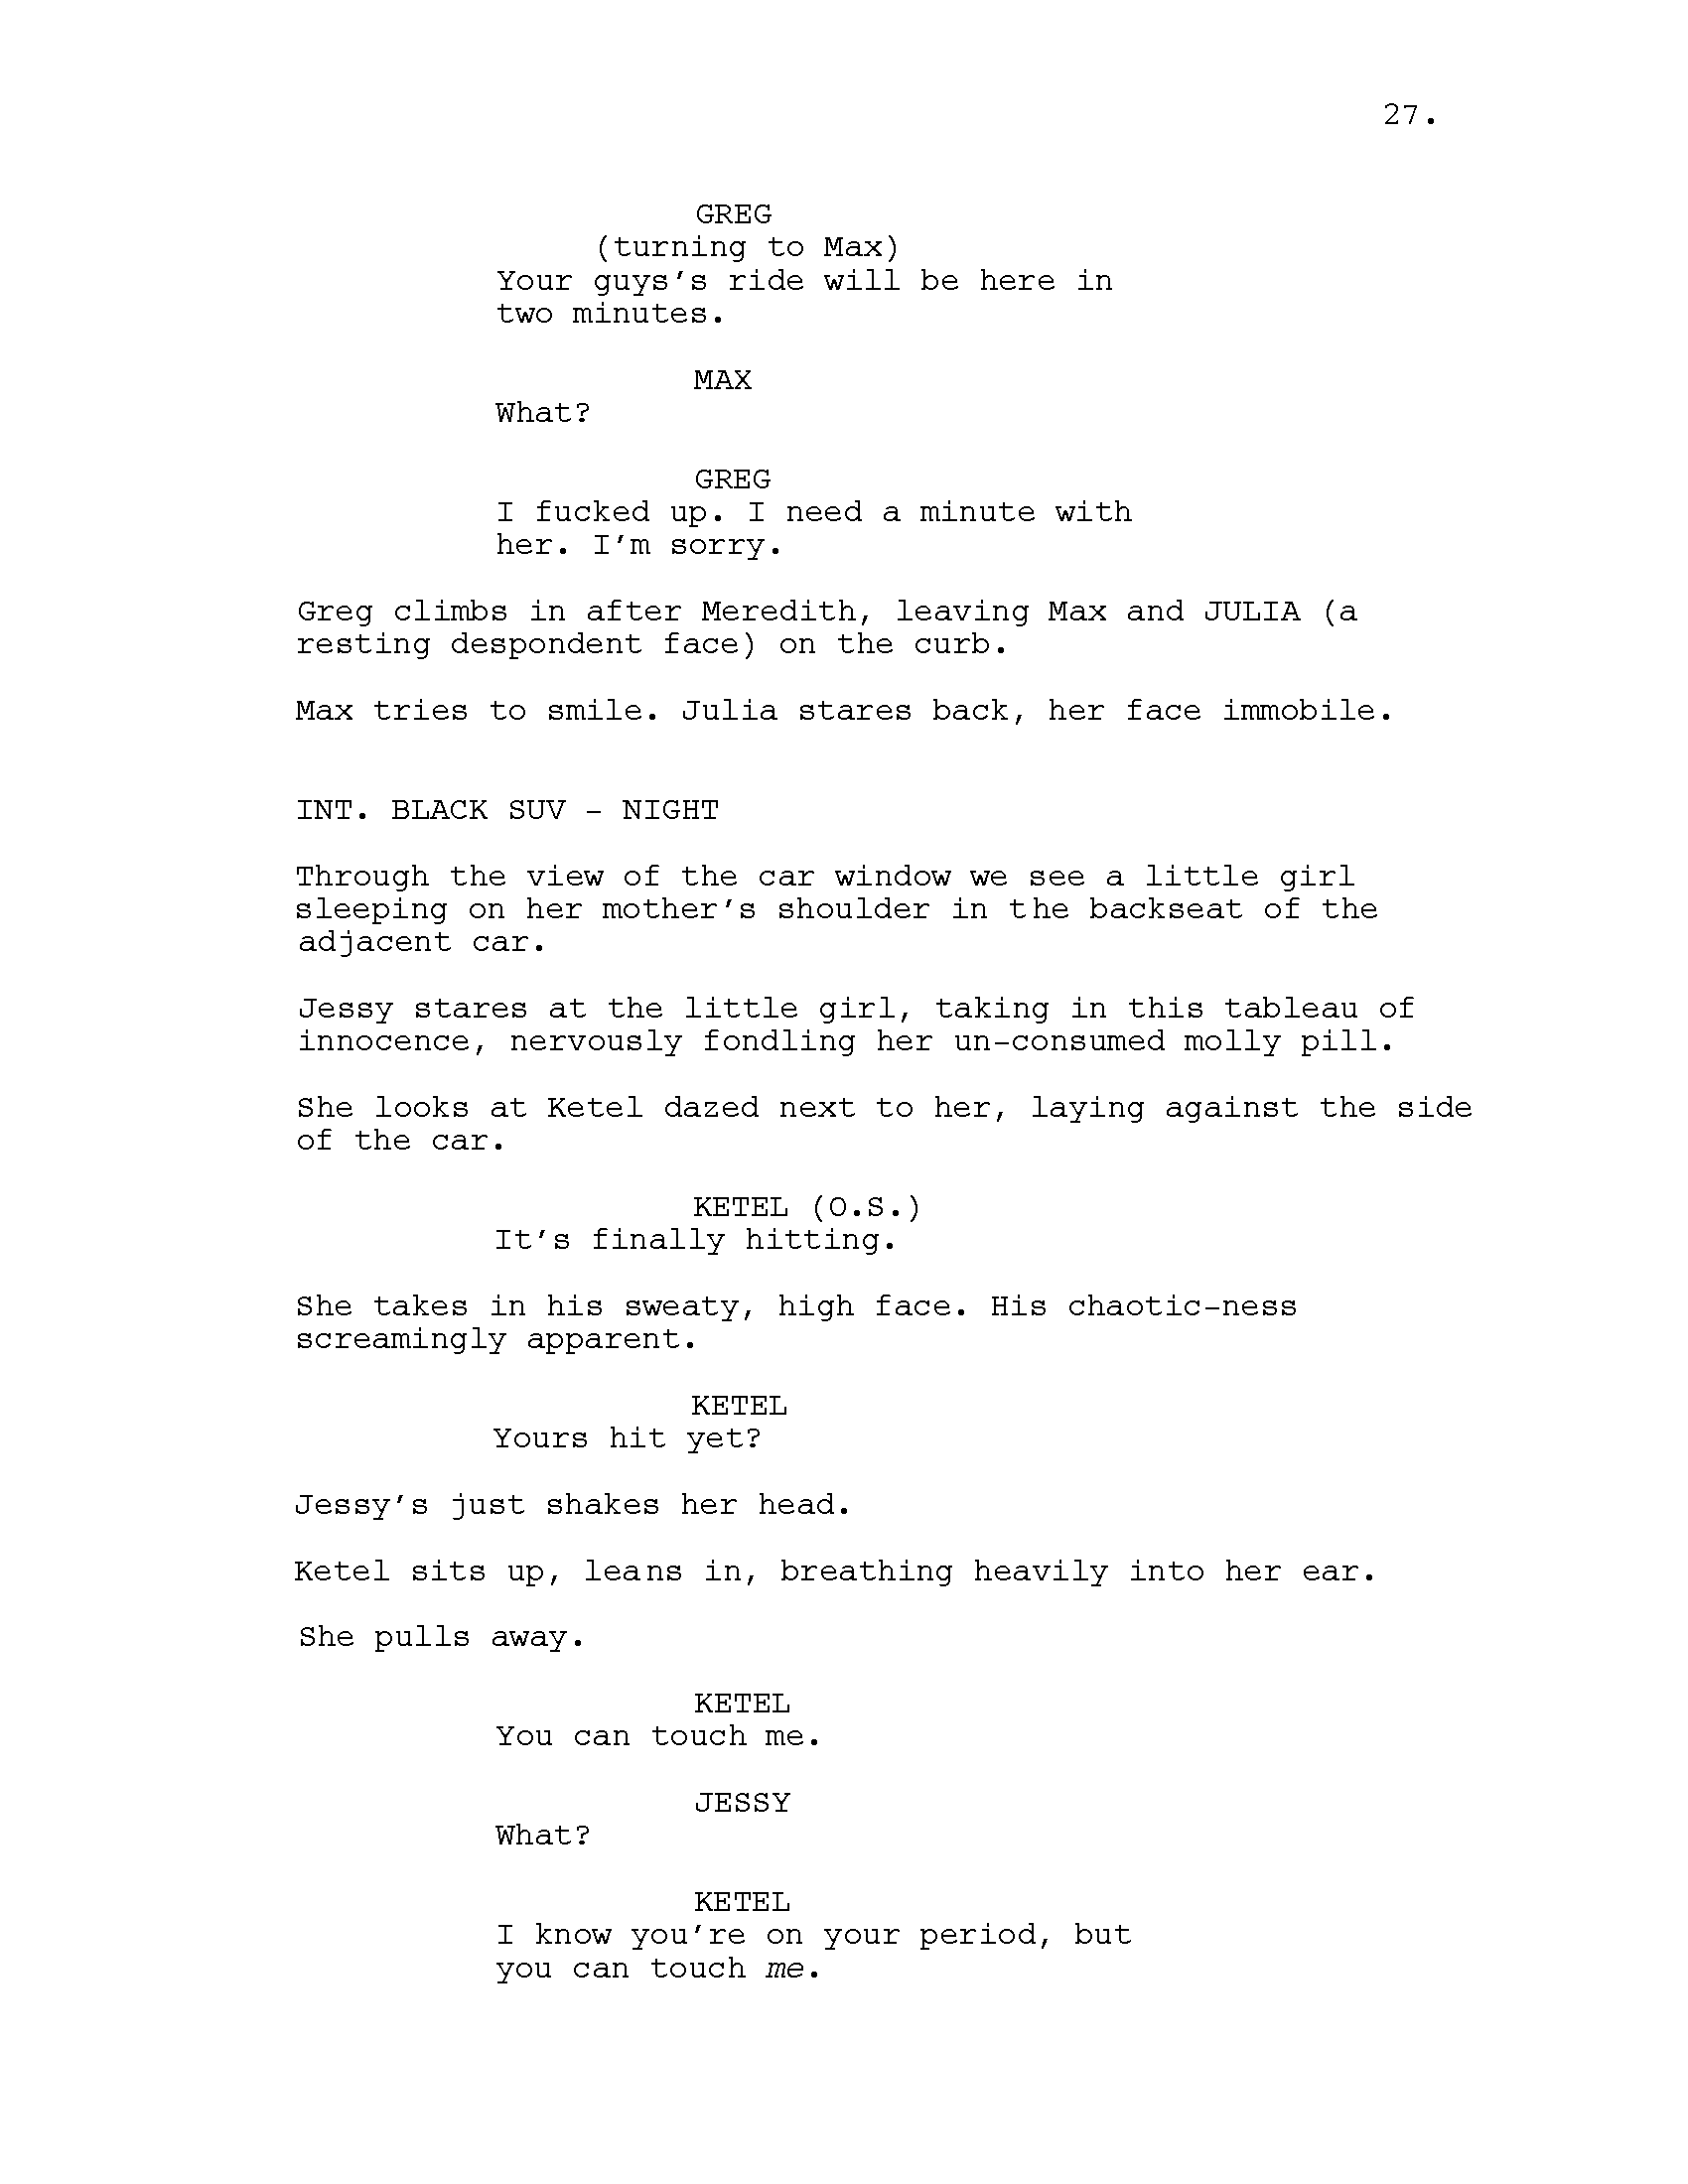 27.
GREG
(turning to Max)
Your guys's ride will be here in
two minutes.
MAX
What?
GREG
I fucked up. I need a minute with
her. I'm sorry.
Greg climbs in after Meredith, leaving Max and JULIA (a
resting despondent face) on the curb.
Max tries to smile. Julia stares back, her face immobile.
INT. BLACK SUV - NIGHT
Through the view of the car window we see a little girl
sleeping on her mother's shoulder in the backseat of the
adjacent car.
Jessy stares at the little girl, taking in this tableau of
innocence, nervously fondling her un-consumed molly pill.
She looks at Ketel dazed next to her, laying against the side
of the car.
KETEL (O.S.)
It's finally hitting.
She takes in his sweaty, high face. His chaotic-ness
screamingly apparent.
KETEL
Yours hit yet?
Jessy's just shakes her head.
Ketel sits up, leans in, breathing heavily into her ear.
She pulls away.
KETEL
You can touch me.
JESSY
What?
KETEL
I know you're on your period, but
you can touch me.